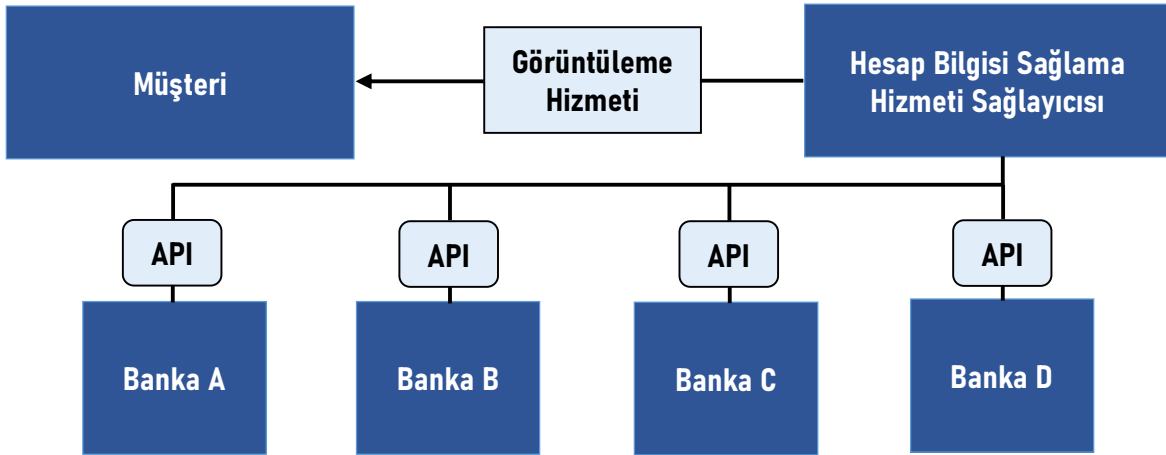 Müşteri
Görüntüleme
Hizmeti
Hesap Bilgisi Sağlama
Hizmeti Sağlayıcısı
API
API
API
API
Banka A
Banka B
Banka C
Banka D